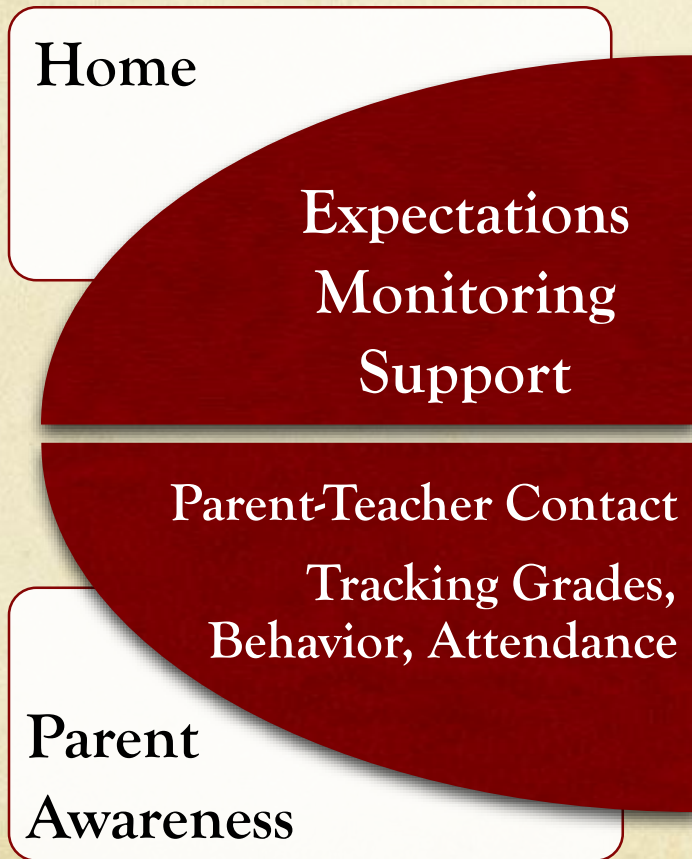 Home
Expectations
Monitoring
Support
Parent-Teacher Contact
Tracking Grades,
Behavior, Attendance
Parent
Awareness